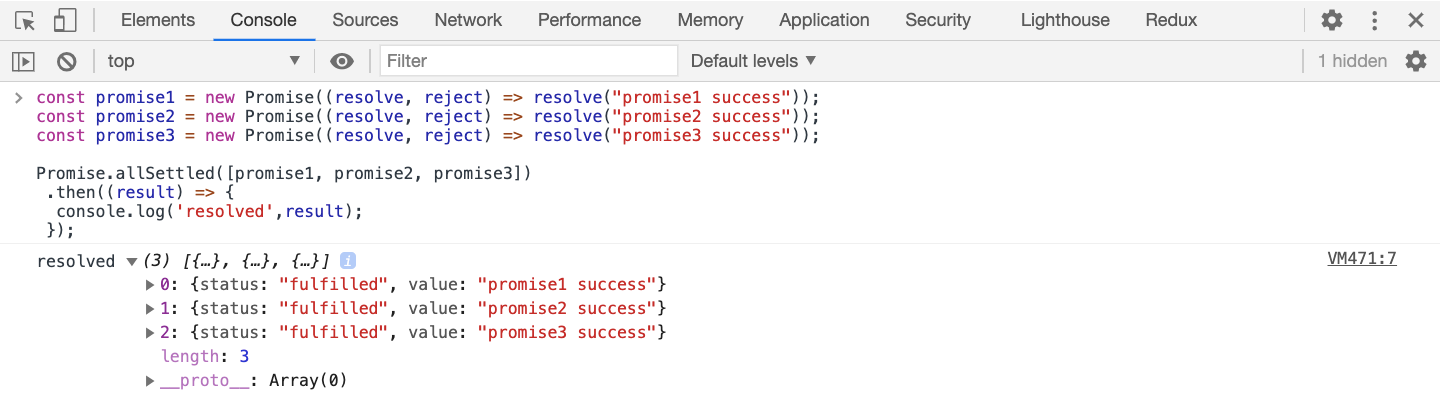 Elements Console Sources Network Performance Memory Application Security Lighthouse Redux
top Filter Default levels 1 hidden
const promise1 = new Promise((resolve, reject) => resolve("promise1 success"));
const promise2 = new Promise((resolve, reject) => resolve("promise2 success"));
const promise3 = new Promise((resolve, reject) => resolve("promise3 success"));
Promise.allSettled([promise1, promise2, promise3])
.then((result) => {
console.log('resolved',result);
});
resolved (3) [{…}, {…}, {…}] i VM471:7
0: {status: "fulfilled", value: "promise1 success"}
1: {status: "fulfilled", value: "promise2 success"}
2: {status: "fulfilled", value: "promise3 success"}
length: 3
__proto__: Array(0)